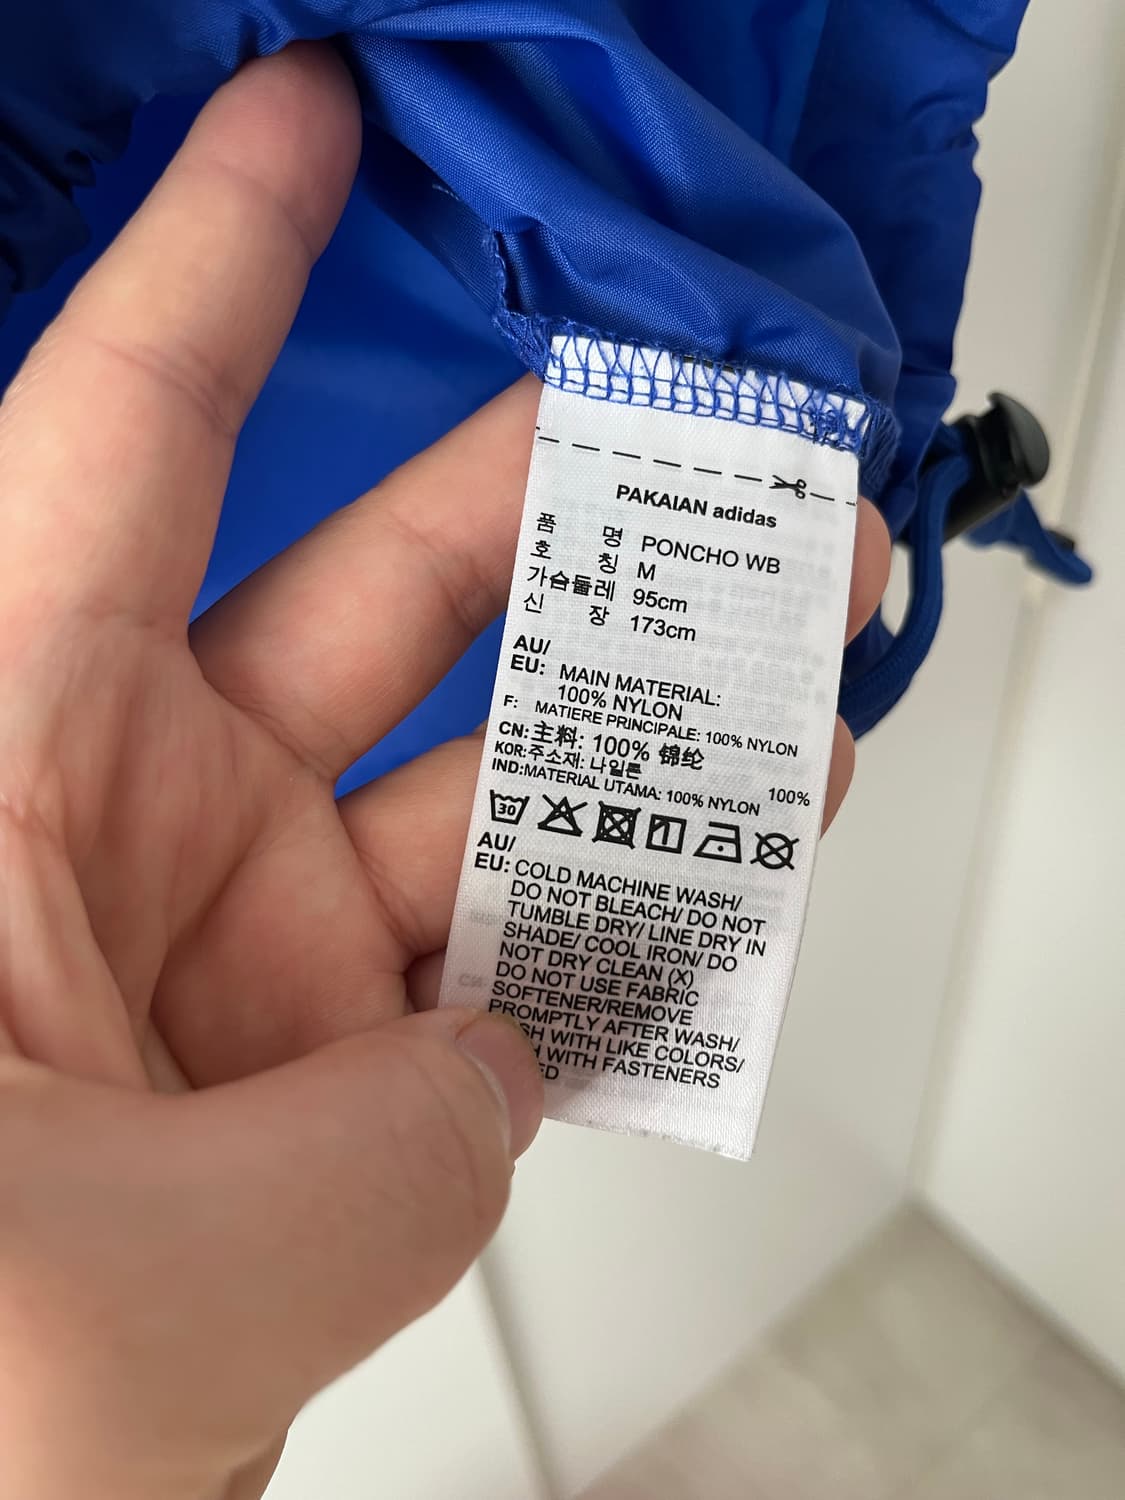 PAKAIAN adidas
품 명 PONCHO WB
호 칭 M
가슴둘레 95cm
신 장 173cm
AU/
EU: MAIN MATERIAL:
100% NYLON
F: MATIERE PRINCIPALE: 100% NYLON
CN: 主料: 100% 锦纶
KOR: 주소재: 나일론 100%
IND: MATERIAL UTAMA: 100% NYLON
30
AU/
EU: COLD MACHINE WASH/
DO NOT BLEACH/ DO NOT
TUMBLE DRY/ LINE DRY IN
SHADE/ COOL IRON/ DO
NOT DRY CLEAN (X)
DO NOT USE FABRIC
SOFTENER/REMOVE
PROMPTLY AFTER WASH/
WITH LIKE COLORS/
WITH FASTENERS